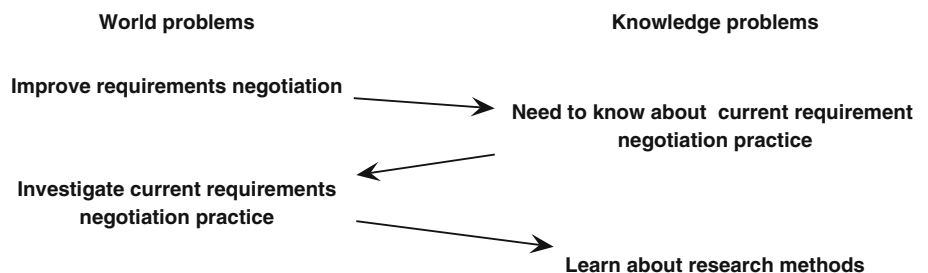 World problems
Knowledge problems
Improve requirements negotiation
Need to know about current requirement
negotiation practice
Investigate current requirements
negotiation practice
Learn about research methods